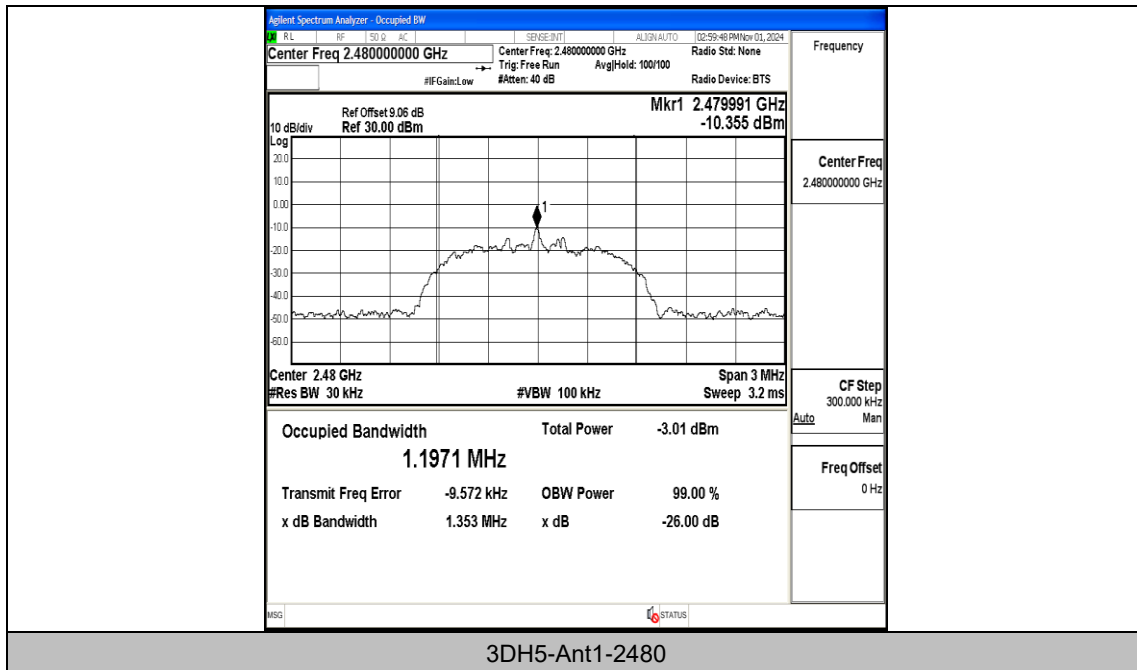 Agilent Spectrum Analyzer - Occupied BW
RL RF 50 Ω AC SENSE:INT ALIGN AUTO 02:59:48 PM Nov 01, 2024
Center Freq 2.480000000 GHz
Center Freq: 2.480000000 GHz Radio Std: None
Trig: Free Run Avg|Hold: 100/100
#IFGain:Low #Atten: 40 dB Radio Device: BTS
Ref Offset 9.06 dB
10 dB/div Ref 30.00 dBm
Mkr1 2.479991 GHz
-10.355 dBm
Log
20.0
10.0
0.00
-10.0
-20.0
-30.0
-40.0
-50.0
-60.0
1
Center 2.48 GHz Span 3 MHz
#Res BW 30 kHz #VBW 100 kHz Sweep 3.2 ms
Occupied Bandwidth Total Power -3.01 dBm
1.1971 MHz
Transmit Freq Error -9.572 kHz OBW Power 99.00 %
x dB Bandwidth 1.353 MHz x dB -26.00 dB
MSG STATUS
Frequency
Center Freq
2.480000000 GHz
CF Step
300.000 kHz
Auto Man
Freq Offset
0 Hz
3DH5-Ant1-2480